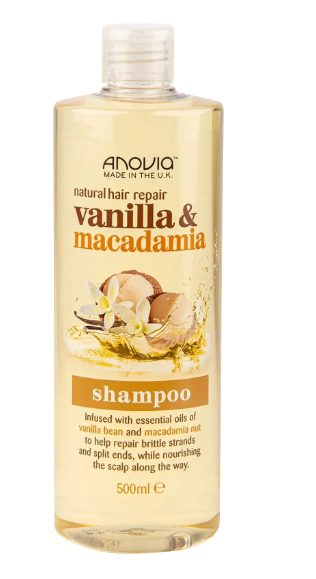 ANOVIA™
MADE IN THE U.K.
natural hair repair
vanilla &
macadamia
shampoo
Infused with essential oils of
vanilla bean and macadamia nut
to help repair brittle strands
and split ends, while nourishing
the scalp along the way.
500ml ℮